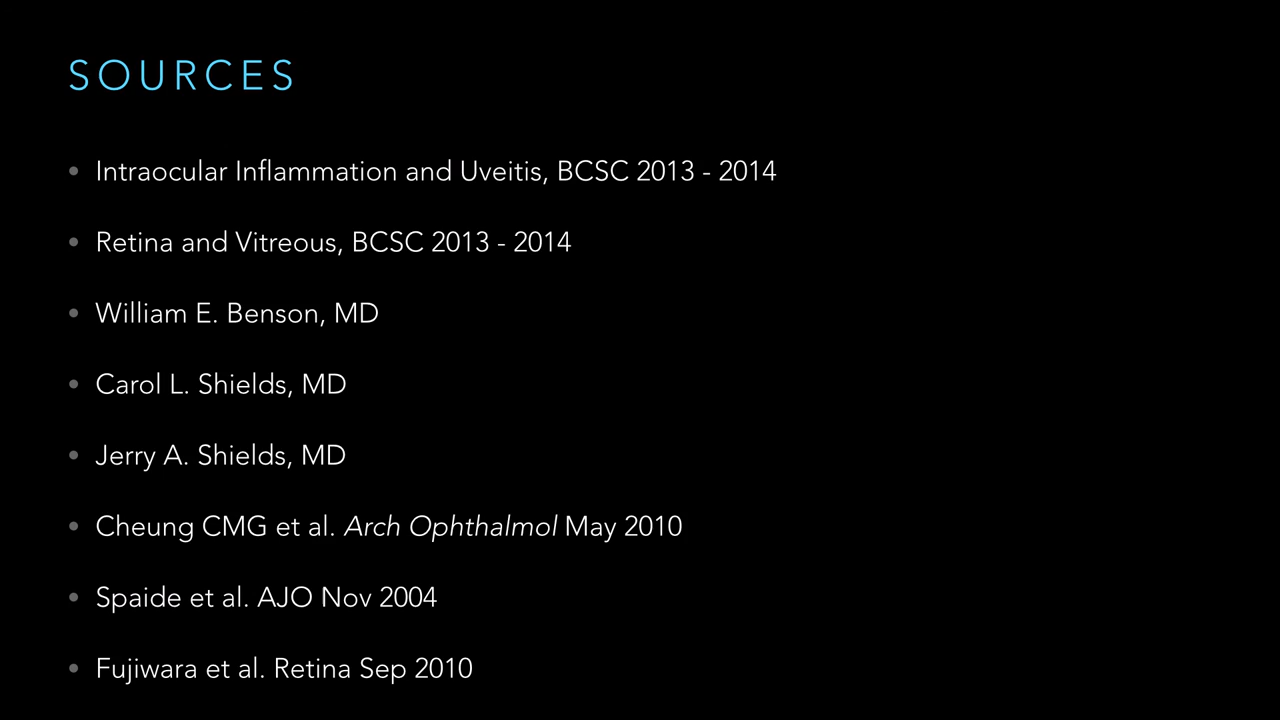 SOURCES
• Intraocular Inflammation and Uveitis, BCSC 2013 - 2014
• Retina and Vitreous, BCSC 2013 - 2014
• William E. Benson, MD
• Carol L. Shields, MD
• Jerry A. Shields, MD
• Cheung CMG et al. Arch Ophthalmol May 2010
• Spaide et al. AJO Nov 2004
• Fujiwara et al. Retina Sep 2010